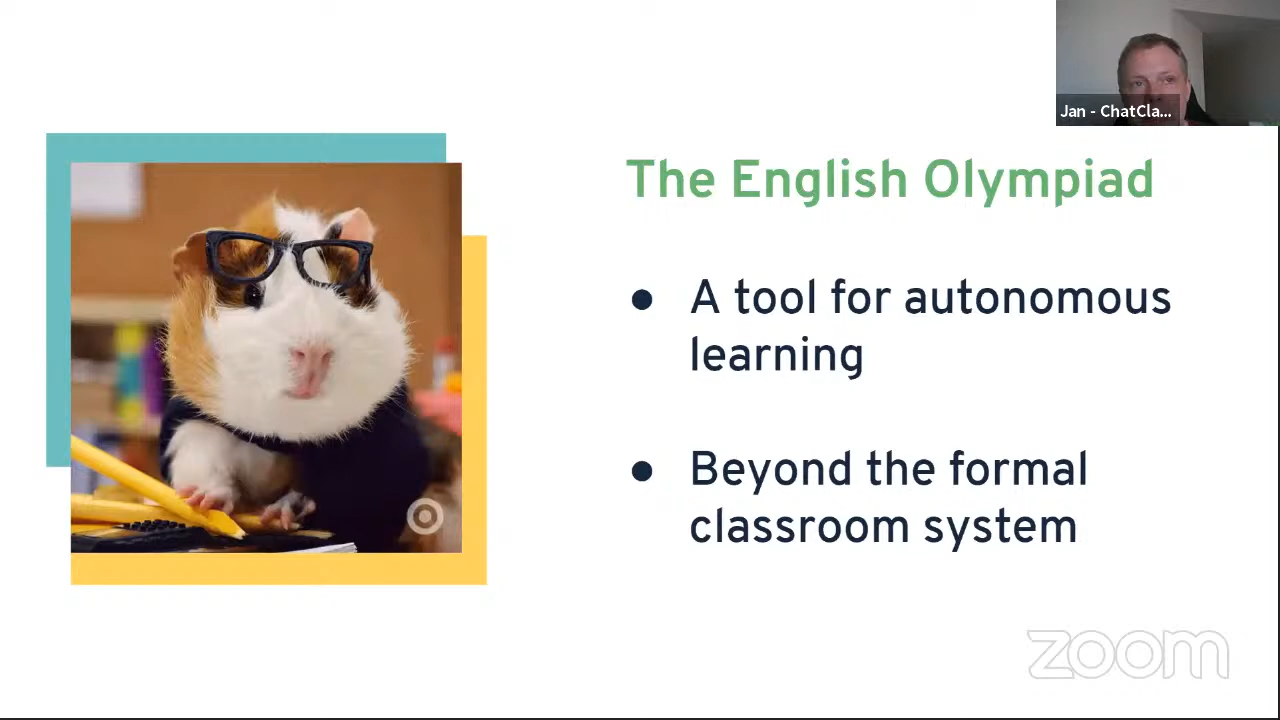 Jan - ChatCla...
The English Olympiad
● A tool for autonomous
learning
● Beyond the formal
classroom system
zoom